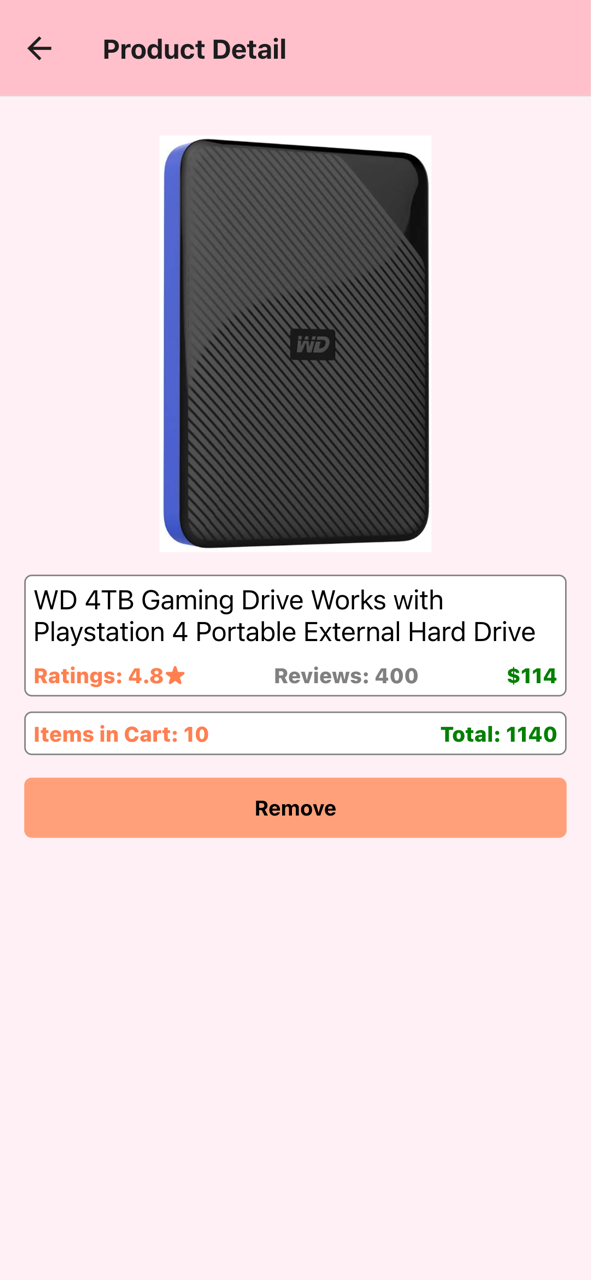 Product Detail
WD
WD 4TB Gaming Drive Works with
Playstation 4 Portable External Hard Drive
Ratings: 4.8★ Reviews: 400 $114
Items in Cart: 10 Total: 1140
Remove